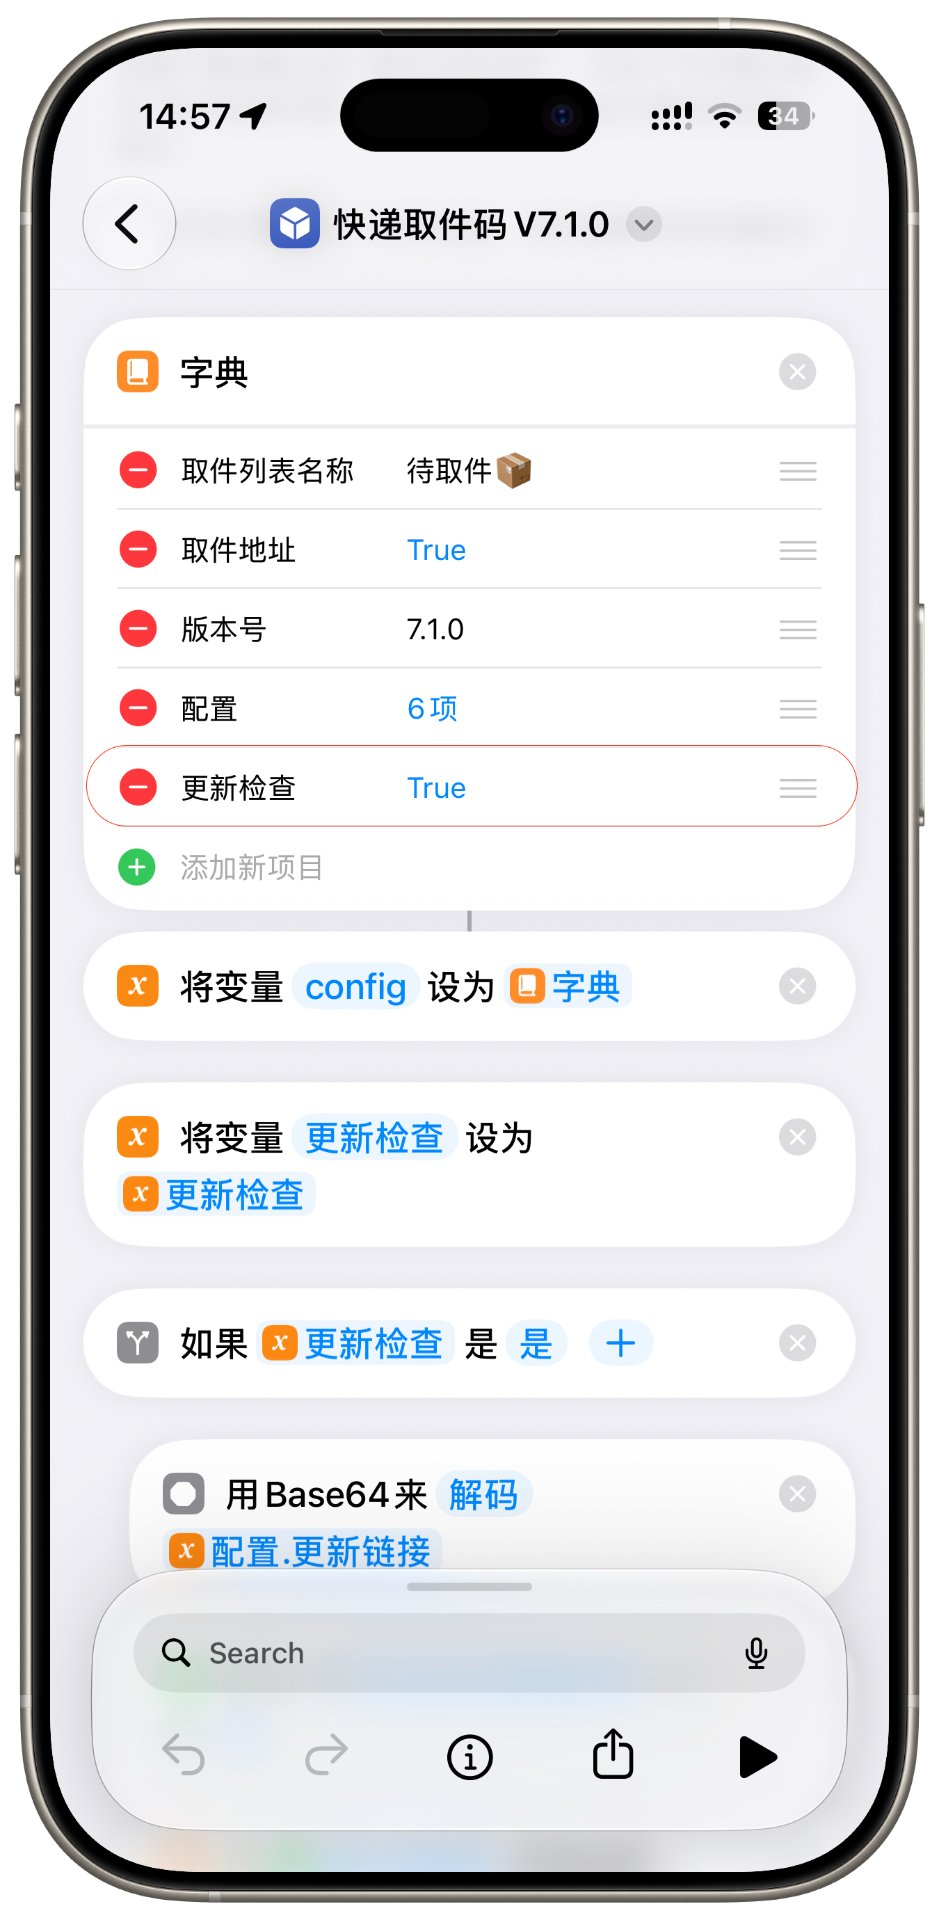 14:57
34
快递取件码 V7.1.0
字典
取件列表名称 待取件
取件地址 True
版本号 7.1.0
配置 6项
更新检查 True
添加新项目
x 将变量 config 设为 字典
x 将变量 更新检查 设为
x 更新检查
如果 x 更新检查 是 是 +
用Base64来 解码
x 配置.更新链接
Search